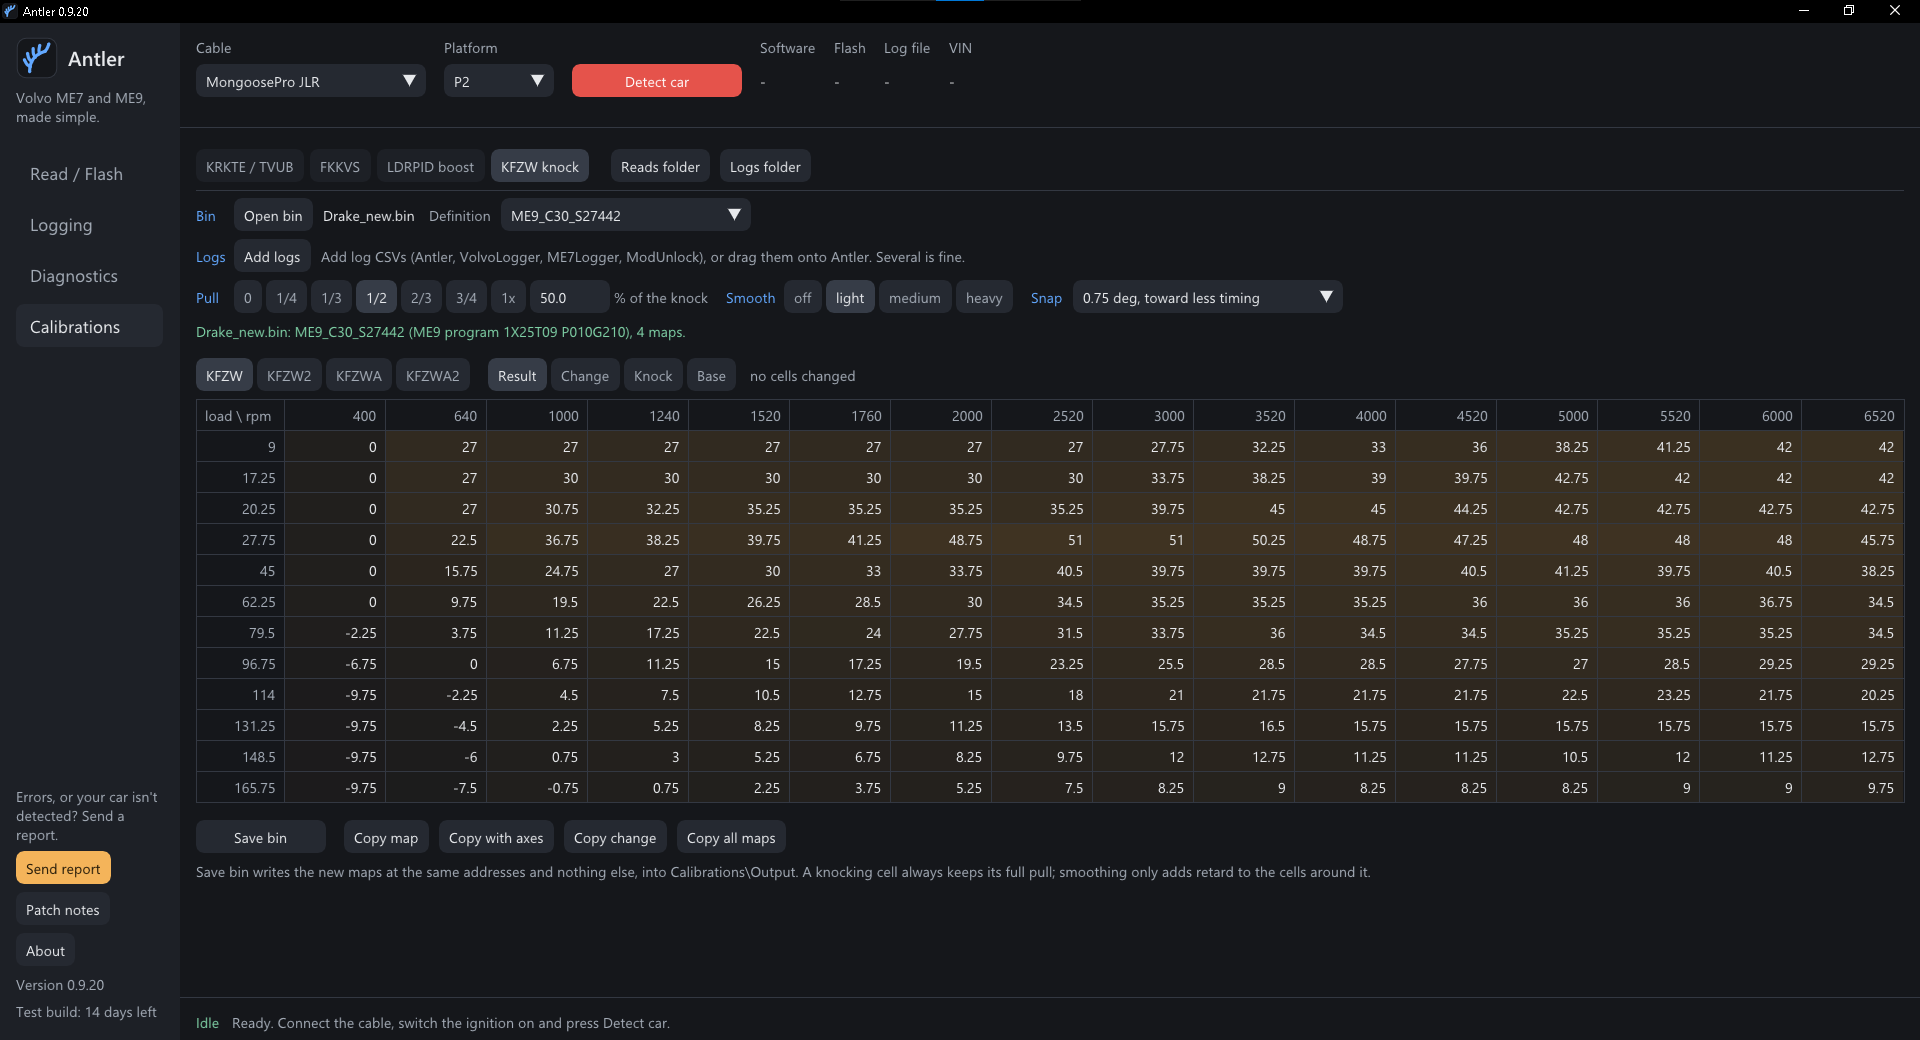 Antler 0.9.20
Antler
Volvo ME7 and ME9,
made simple.
Read / Flash
Logging
Diagnostics
Calibrations
Errors, or your car isn't
detected? Send a
report.
Send report
Patch notes
About
Version 0.9.20
Test build: 14 days left
Cable Platform Software Flash Log file VIN
MongoosePro JLR P2 Detect car - - - -
KRKTE / TVUB FKKVS LDRPID boost KFZW knock Reads folder Logs folder
Bin Open bin Drake_new.bin Definition ME9_C30_S27442
Logs Add logs Add log CSVs (Antler, VolvoLogger, ME7Logger, ModUnlock), or drag them onto Antler. Several is fine.
Pull 0 1/4 1/3 1/2 2/3 3/4 1x 50.0 % of the knock Smooth off light medium heavy Snap 0.75 deg, toward less timing
Drake_new.bin: ME9_C30_S27442 (ME9 program 1X25T09 P010G210), 4 maps.
KFZW KFZW2 KFZWA KFZWA2 Result Change Knock Base no cells changed
load \ rpm 400 640 1000 1240 1520 1760 2000 2520 3000 3520 4000 4520 5000 5520 6000 6520
9 0 27 27 27 27 27 27 27 27.75 32.25 33 36 38.25 41.25 42 42
17.25 0 27 30 30 30 30 30 30 33.75 38.25 39 39.75 42.75 42 42 42
20.25 0 27 30.75 32.25 35.25 35.25 35.25 35.25 39.75 45 45 44.25 42.75 42.75 42.75 42.75
27.75 0 22.5 36.75 38.25 39.75 41.25 48.75 51 51 50.25 48.75 47.25 48 48 48 45.75
45 0 15.75 24.75 27 30 33 33.75 40.5 39.75 39.75 39.75 40.5 41.25 39.75 40.5 38.25
62.25 0 9.75 19.5 22.5 26.25 28.5 30 34.5 35.25 35.25 35.25 36 36 36 36.75 34.5
79.5 -2.25 3.75 11.25 17.25 22.5 24 27.75 31.5 33.75 36 34.5 34.5 35.25 35.25 35.25 34.5
96.75 -6.75 0 6.75 11.25 15 17.25 19.5 23.25 25.5 28.5 28.5 27.75 27 28.5 29.25 29.25
114 -9.75 -2.25 4.5 7.5 10.5 12.75 15 18 21 21.75 21.75 21.75 22.5 23.25 21.75 20.25
131.25 -9.75 -4.5 2.25 5.25 8.25 9.75 11.25 13.5 15.75 16.5 15.75 15.75 15.75 15.75 15.75 15.75
148.5 -9.75 -6 0.75 3 5.25 6.75 8.25 9.75 12 12.75 11.25 11.25 10.5 12 11.25 12.75
165.75 -9.75 -7.5 -0.75 0.75 2.25 3.75 5.25 7.5 8.25 9 8.25 8.25 8.25 9 9 9.75
Save bin Copy map Copy with axes Copy change Copy all maps
Save bin writes the new maps at the same addresses and nothing else, into Calibrations\Output. A knocking cell always keeps its full pull; smoothing only adds retard to the cells around it.
Idle Ready. Connect the cable, switch the ignition on and press Detect car.